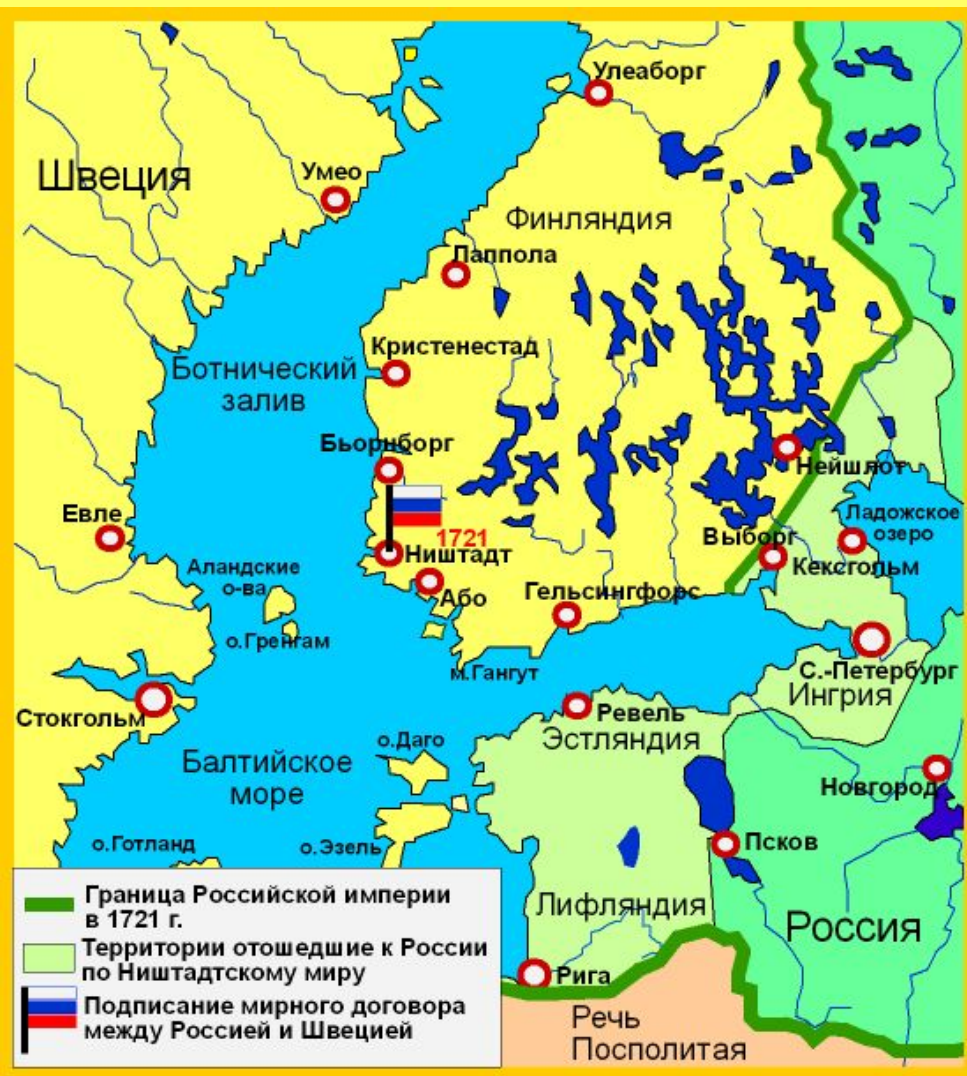 Улеаборг
Швеция
Умео
Финляндия
Лаппола
Кристенестад
Ботнический
залив
Бьорнборг
Нейшлот
Евле
1721
Ништадт
Выборг
Ладожское
озеро
Кексгольм
Аландские
о-ва
Або
Гельсингфорс
о.Гренгам
м.Гангут
С.-Петербург
Ингрия
Стокгольм
Ревель
Эстляндия
о.Даго
Балтийское
море
Новгород
о.Готланд
о.Эзель
Псков
Лифляндия
Россия
Рига
Речь
Посполитая
Граница Российской империи
в 1721 г.
Территории отошедшие к России
по Ништадтскому миру
Подписание мирного договора
между Россией и Швецией